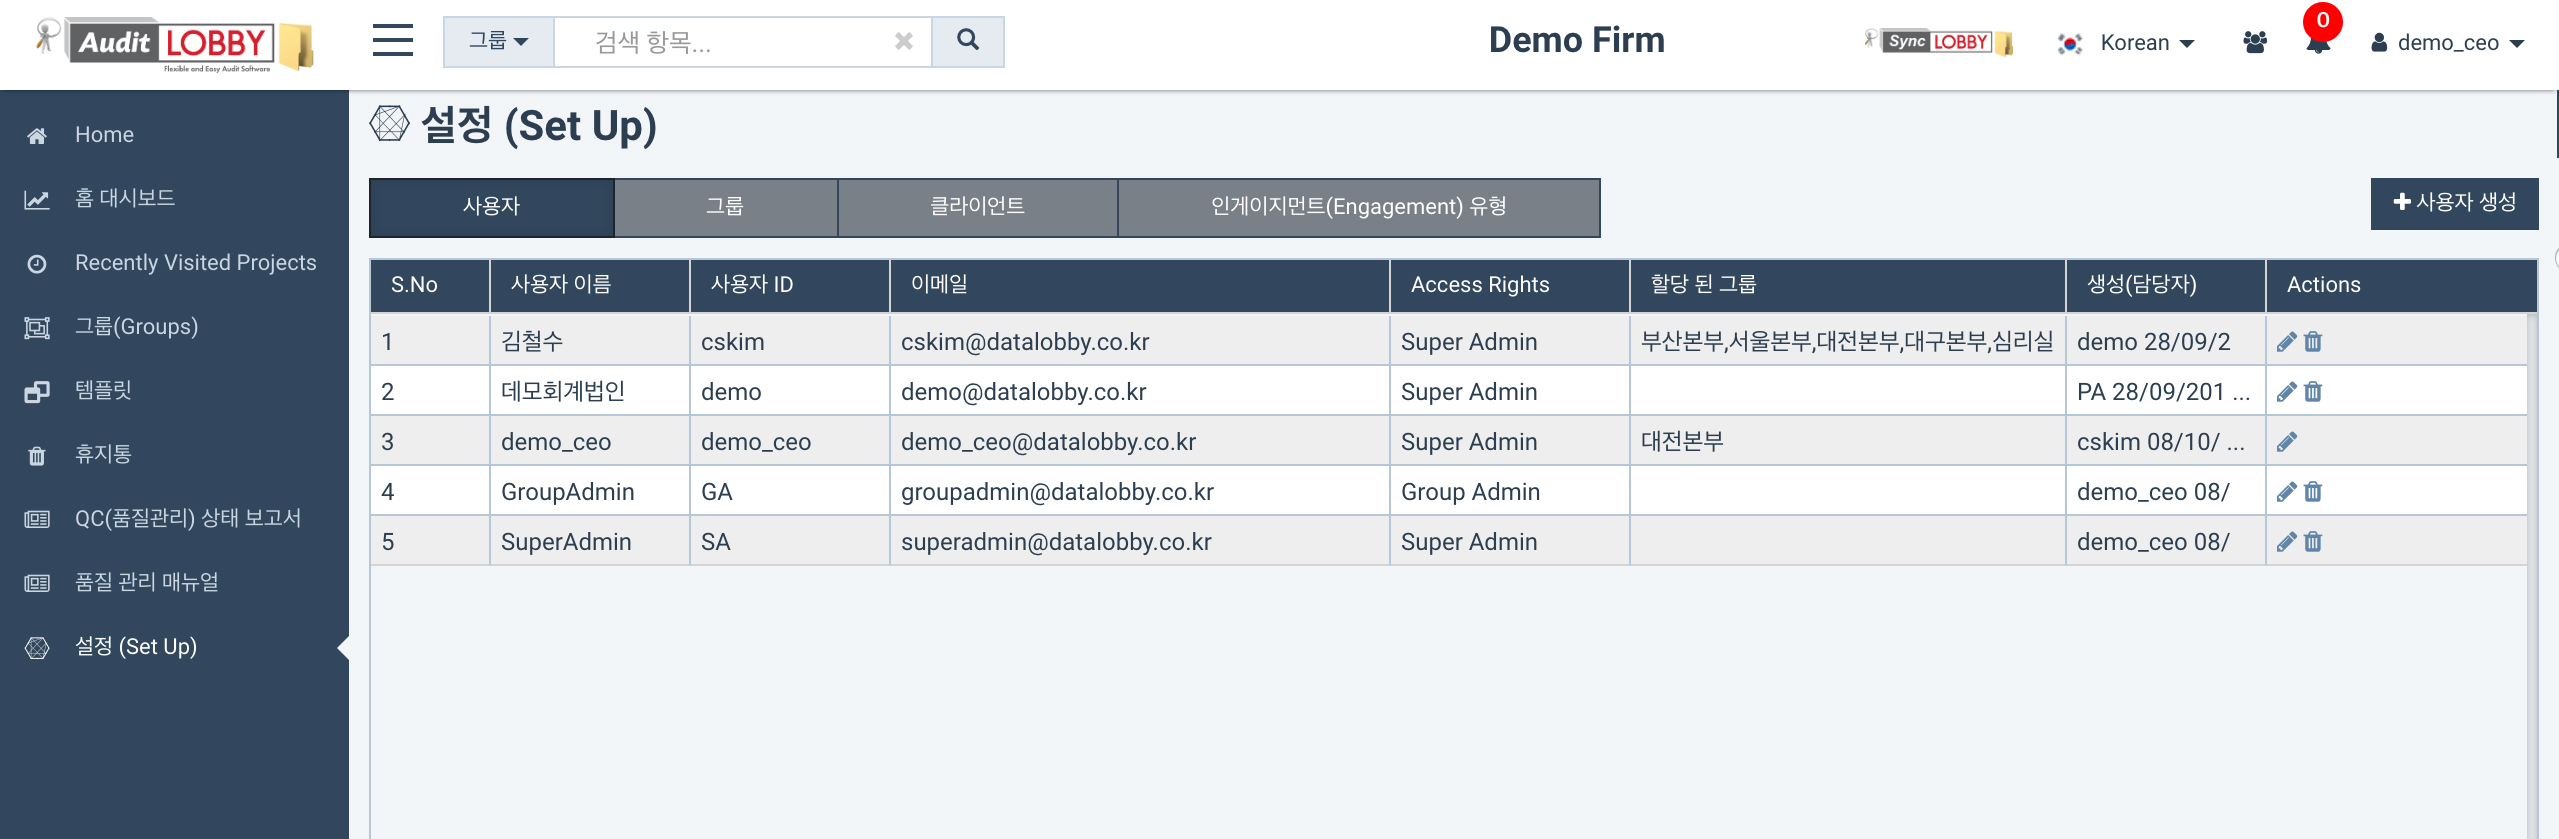 Audit LOBBY
Flexible and Easy Audit Software
그룹
검색 항목...
Demo Firm
Sync LOBBY
Korean
0
demo_ceo
Home
홈 대시보드
Recently Visited Projects
그룹(Groups)
템플릿
휴지통
QC(품질관리) 상태 보고서
품질 관리 매뉴얼
설정 (Set Up)
설정 (Set Up)
사용자 그룹 클라이언트 인게이지먼트(Engagement) 유형
사용자 생성
S.No 사용자 이름 사용자 ID 이메일 Access Rights 할당 된 그룹 생성(담당자) Actions
1 김철수 cskim cskim@datalobby.co.kr Super Admin 부산본부,서울본부,대전본부,대구본부,심리실 demo 28/09/2
2 데모회계법인 demo demo@datalobby.co.kr Super Admin PA 28/09/201 ...
3 demo_ceo demo_ceo demo_ceo@datalobby.co.kr Super Admin 대전본부 cskim 08/10/ ...
4 GroupAdmin GA groupadmin@datalobby.co.kr Group Admin demo_ceo 08/
5 SuperAdmin SA superadmin@datalobby.co.kr Super Admin demo_ceo 08/